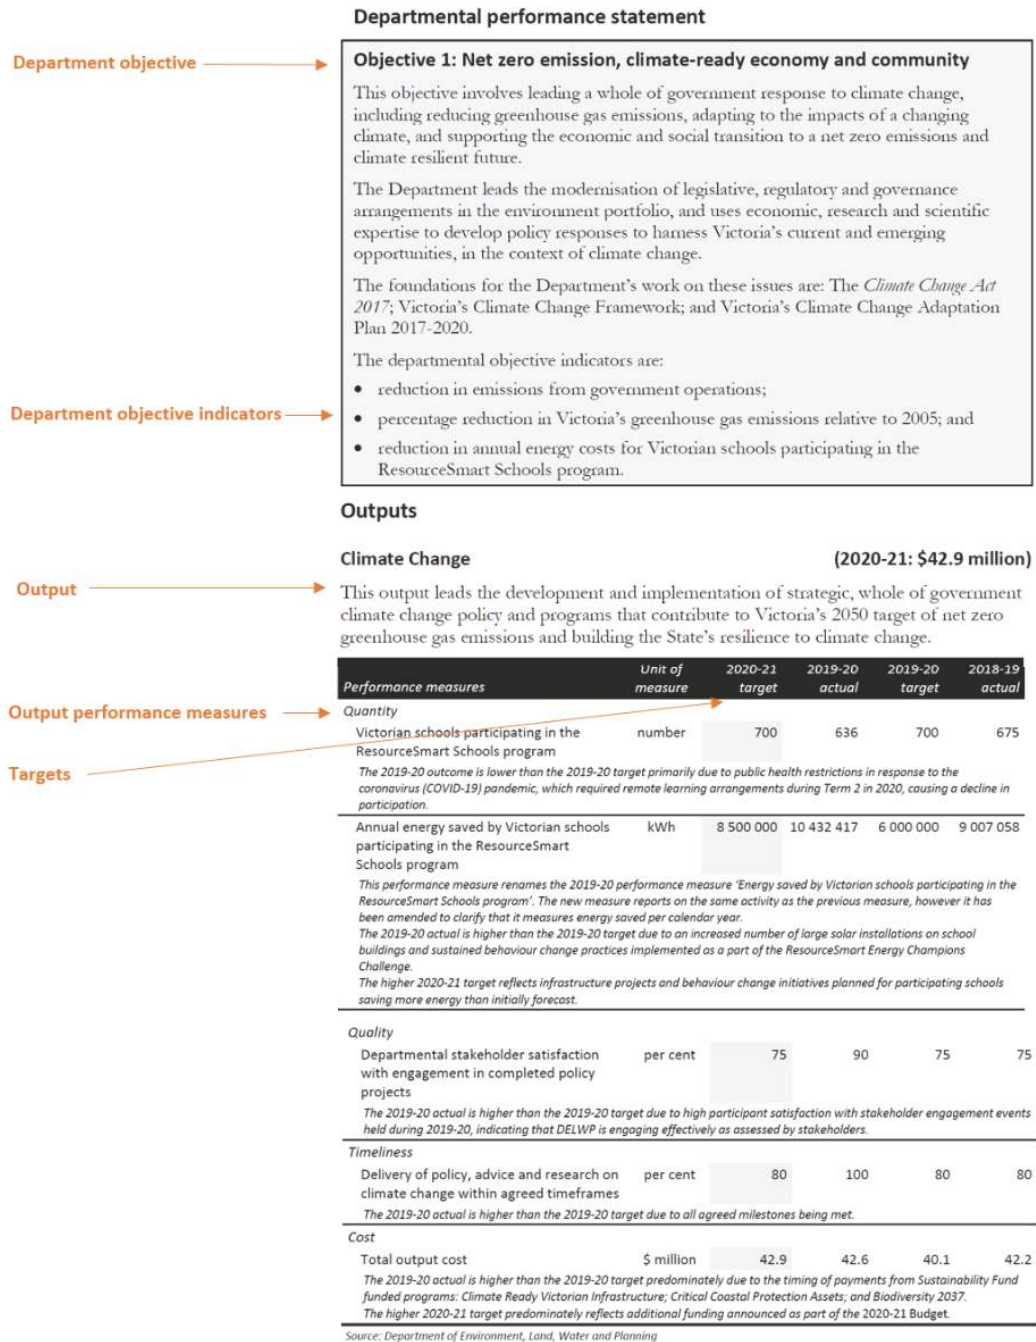 Departmental performance statement
Department objective
Objective 1: Net zero emission, climate-ready economy and community
This objective involves leading a whole of government response to climate change,
including reducing greenhouse gas emissions, adapting to the impacts of a changing
climate, and supporting the economic and social transition to a net zero emissions and
climate resilient future.
The Department leads the modernisation of legislative, regulatory and governance
arrangements in the environment portfolio, and uses economic, research and scientific
expertise to develop policy responses to harness Victoria's current and emerging
opportunities, in the context of climate change.
The foundations for the Department's work on these issues are: The Climate Change Act
2017; Victoria's Climate Change Framework; and Victoria's Climate Change Adaptation
Plan 2017-2020.
The departmental objective indicators are:
• reduction in emissions from government operations;
Department objective indicators
• percentage reduction in Victoria's greenhouse gas emissions relative to 2005; and
• reduction in annual energy costs for Victorian schools participating in the
ResourceSmart Schools program.
Outputs
Climate Change (2020-21: $42.9 million)
Output
This output leads the development and implementation of strategic, whole of government
climate change policy and programs that contribute to Victoria's 2050 target of net zero
greenhouse gas emissions and building the State's resilience to climate change.
Unit of 2020-21 2019-20 2019-20 2018-19
Performance measures measure target actual target actual
Output performance measures
Quantity
Victorian schools participating in the number 700 636 700 675
ResourceSmart Schools program
Targets
The 2019-20 outcome is lower than the 2019-20 target primarily due to public health restrictions in response to the
coronavirus (COVID-19) pandemic, which required remote learning arrangements during Term 2 in 2020, causing a decline in
participation.
Annual energy saved by Victorian schools kWh 8 500 000 10 432 417 6 000 000 9 007 058
participating in the ResourceSmart
Schools program
This performance measure renames the 2019-20 performance measure 'Energy saved by Victorian schools participating in the
ResourceSmart Schools program'. The new measure reports on the same activity as the previous measure, however it has
been amended to clarify that it measures energy saved per calendar year.
The 2019-20 actual is higher than the 2019-20 target due to an increased number of large solar installations on school
buildings and sustained behaviour change practices implemented as a part of the ResourceSmart Energy Champions
Challenge.
The higher 2020-21 target reflects infrastructure projects and behaviour change initiatives planned for participating schools
saving more energy than initially forecast.
Quality
Departmental stakeholder satisfaction per cent 75 90 75 75
with engagement in completed policy
projects
The 2019-20 actual is higher than the 2019-20 target due to high participant satisfaction with stakeholder engagement events
held during 2019-20, indicating that DELWP is engaging effectively as assessed by stakeholders.
Timeliness
Delivery of policy, advice and research on per cent 80 100 80 80
climate change within agreed timeframes
The 2019-20 actual is higher than the 2019-20 target due to all agreed milestones being met.
Cost
Total output cost $ million 42.9 42.6 40.1 42.2
The 2019-20 actual is higher than the 2019-20 target predominately due to the timing of payments from Sustainability Fund
funded programs: Climate Ready Victorian Infrastructure; Critical Coastal Protection Assets; and Biodiversity 2037.
The higher 2020-21 target predominately reflects additional funding announced as part of the 2020-21 Budget.
Source: Department of Environment, Land, Water and Planning